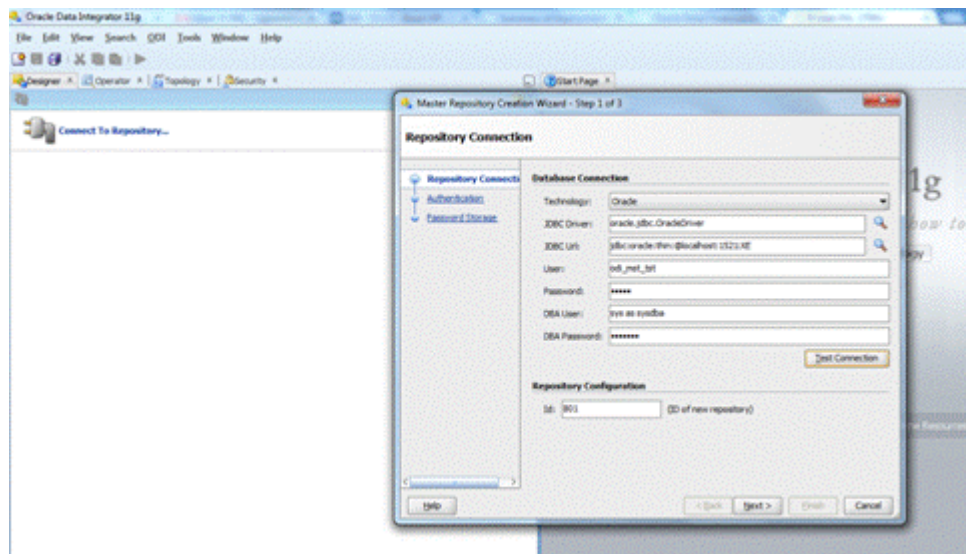 Oracle Data Integrator 11g
File Edit View Search ODI Tools Window Help
Designer Operator Topology Security
Start Page
Connect To Repository...
Master Repository Creation Wizard - Step 1 of 3
Repository Connection
Repository Connecti
Authentication
Password Storage
Database Connection
Technology: Oracle
JDBC Driver: oracle.jdbc.OracleDriver
JDBC Url: jdbc:oracle:thin:@localhost:1521:XE
User:
Password: •••••
DBA User: sys as sysdba
DBA Password: •••••••
Test Connection
Repository Configuration
Id: 801 (ID of new repository)
Help < Back Next > Finish Cancel
1g
how to